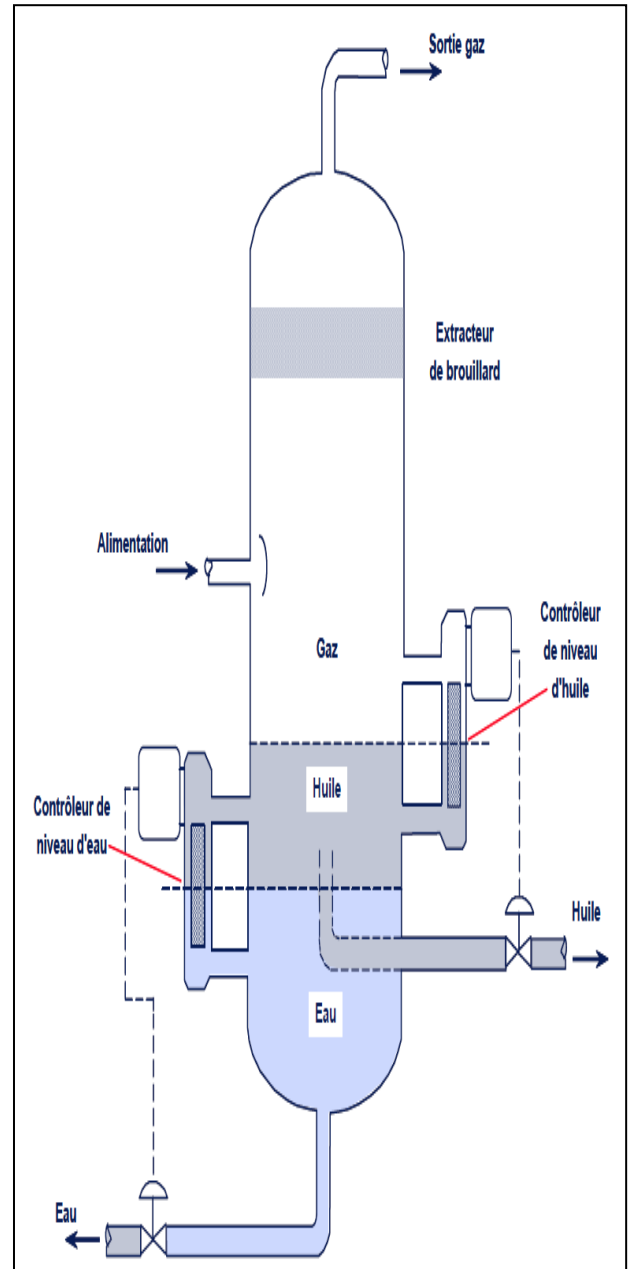 Sortie gaz
Extracteur
de brouillard
Alimentation
Contrôleur
de niveau
d'huile
Gaz
Huile
Contrôleur de
niveau d'eau
Huile
Eau
Eau